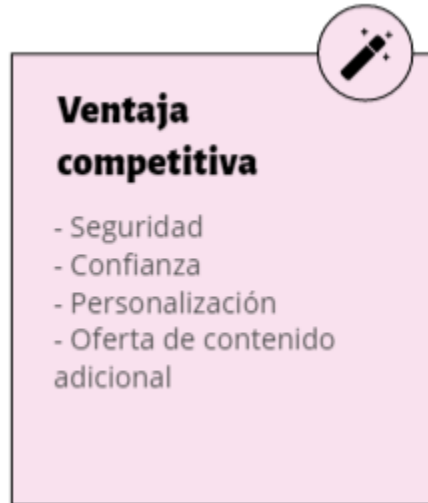 Ventaja
competitiva
- Seguridad
- Confianza
- Personalización
- Oferta de contenido
adicional